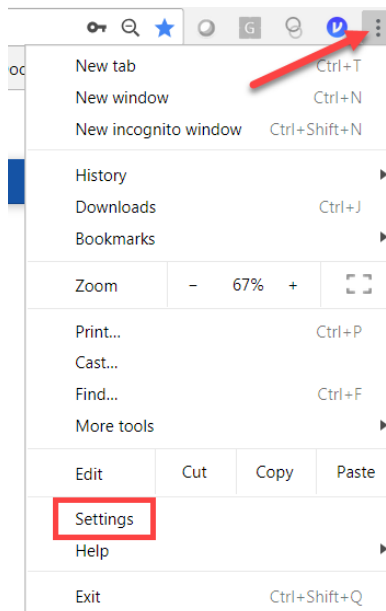 G
oc
New tab Ctrl+T
New window Ctrl+N
New incognito window Ctrl+Shift+N
History
Downloads Ctrl+J
Bookmarks
Zoom - 67% +
Print... Ctrl+P
Cast...
Find... Ctrl+F
More tools
Edit Cut Copy Paste
Settings
Help
Exit Ctrl+Shift+Q